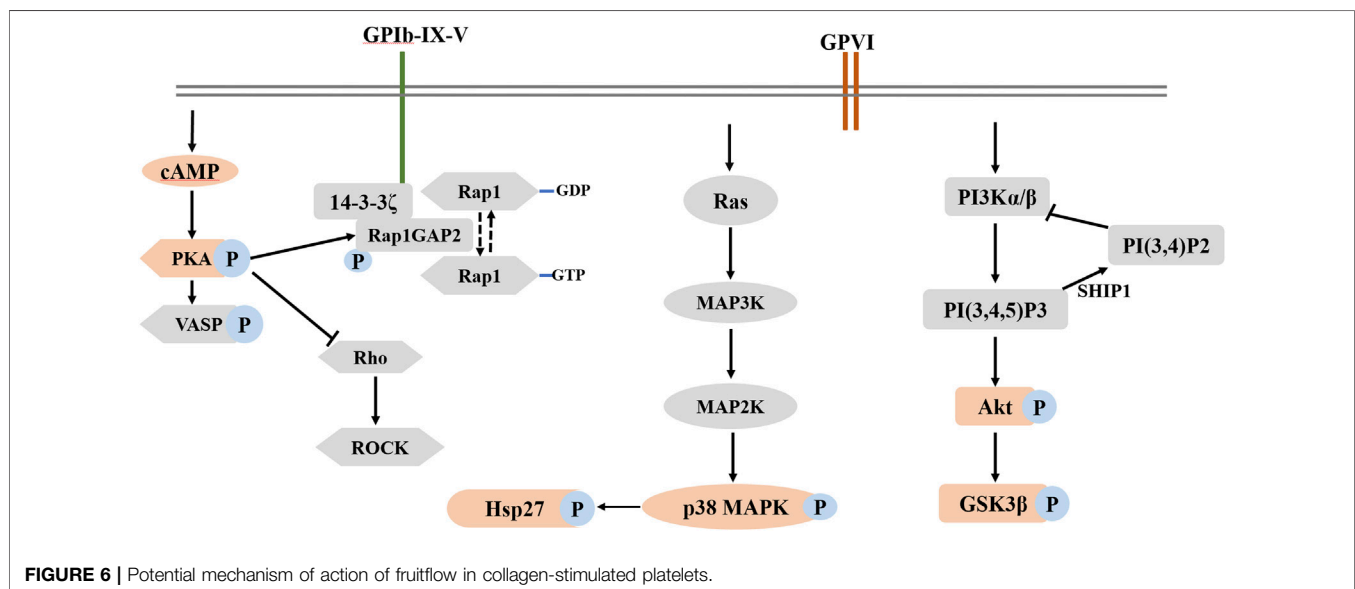 GPIb-IX-V
GPVI
cAMP
PKA P
VASP P
14-3-3ζ
Rap1GAP2
P
Rap1 GDP
Rap1 GTP
Rho
ROCK
Ras
MAP3K
MAP2K
p38 MAPK P
Hsp27 P
PI3Kα/β
PI(3,4)P2
SHIP1
PI(3,4,5)P3
Akt P
GSK3β P
FIGURE 6 | Potential mechanism of action of fruitflow in collagen-stimulated platelets.